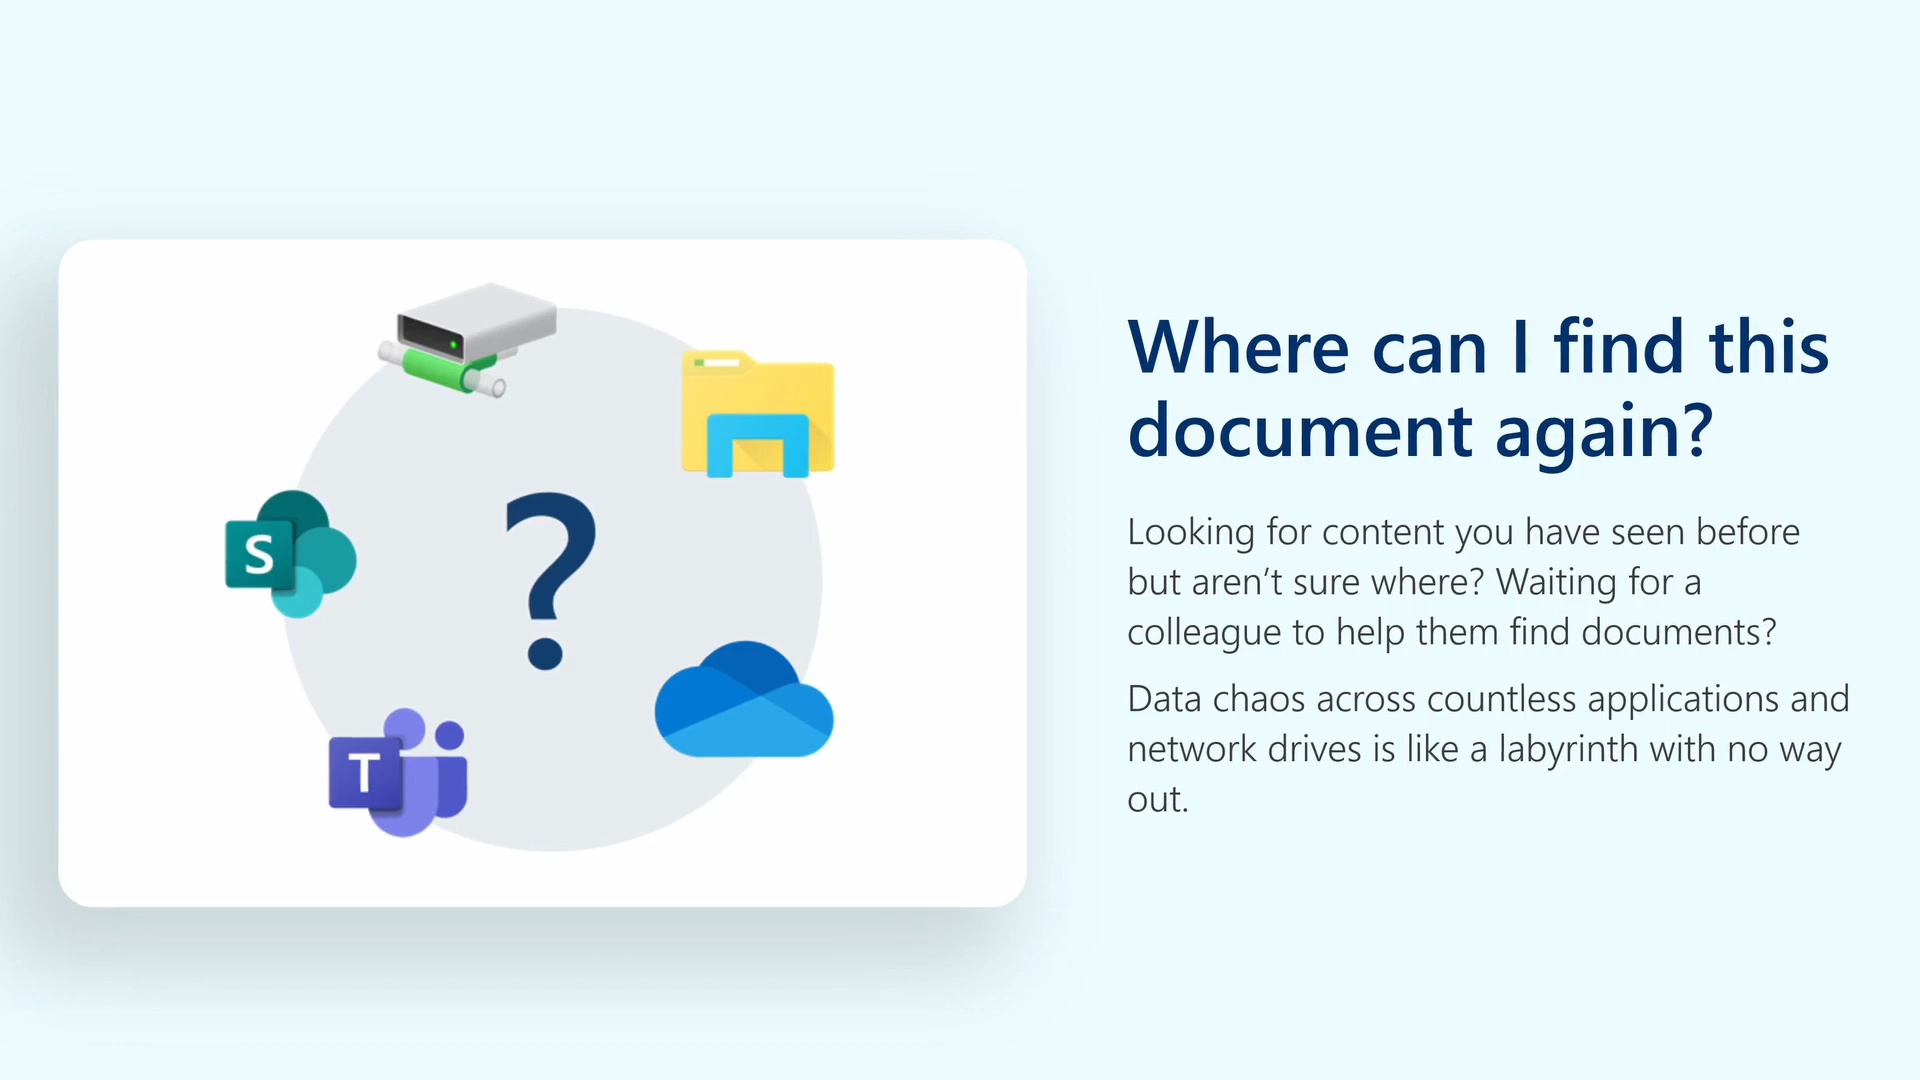 S
?
T
Where can I find this
document again?
Looking for content you have seen before
but aren’t sure where? Waiting for a
colleague to help them find documents?
Data chaos across countless applications and
network drives is like a labyrinth with no way
out.